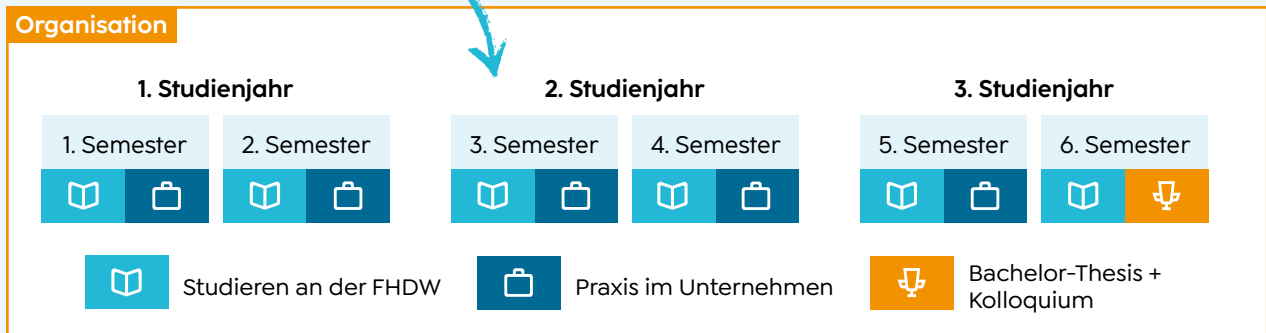 Organisation
1. Studienjahr
2. Studienjahr
3. Studienjahr
1. Semester
2. Semester
3. Semester
4. Semester
5. Semester
6. Semester
Studieren an der FHDW
Praxis im Unternehmen
Bachelor-Thesis +
Kolloquium